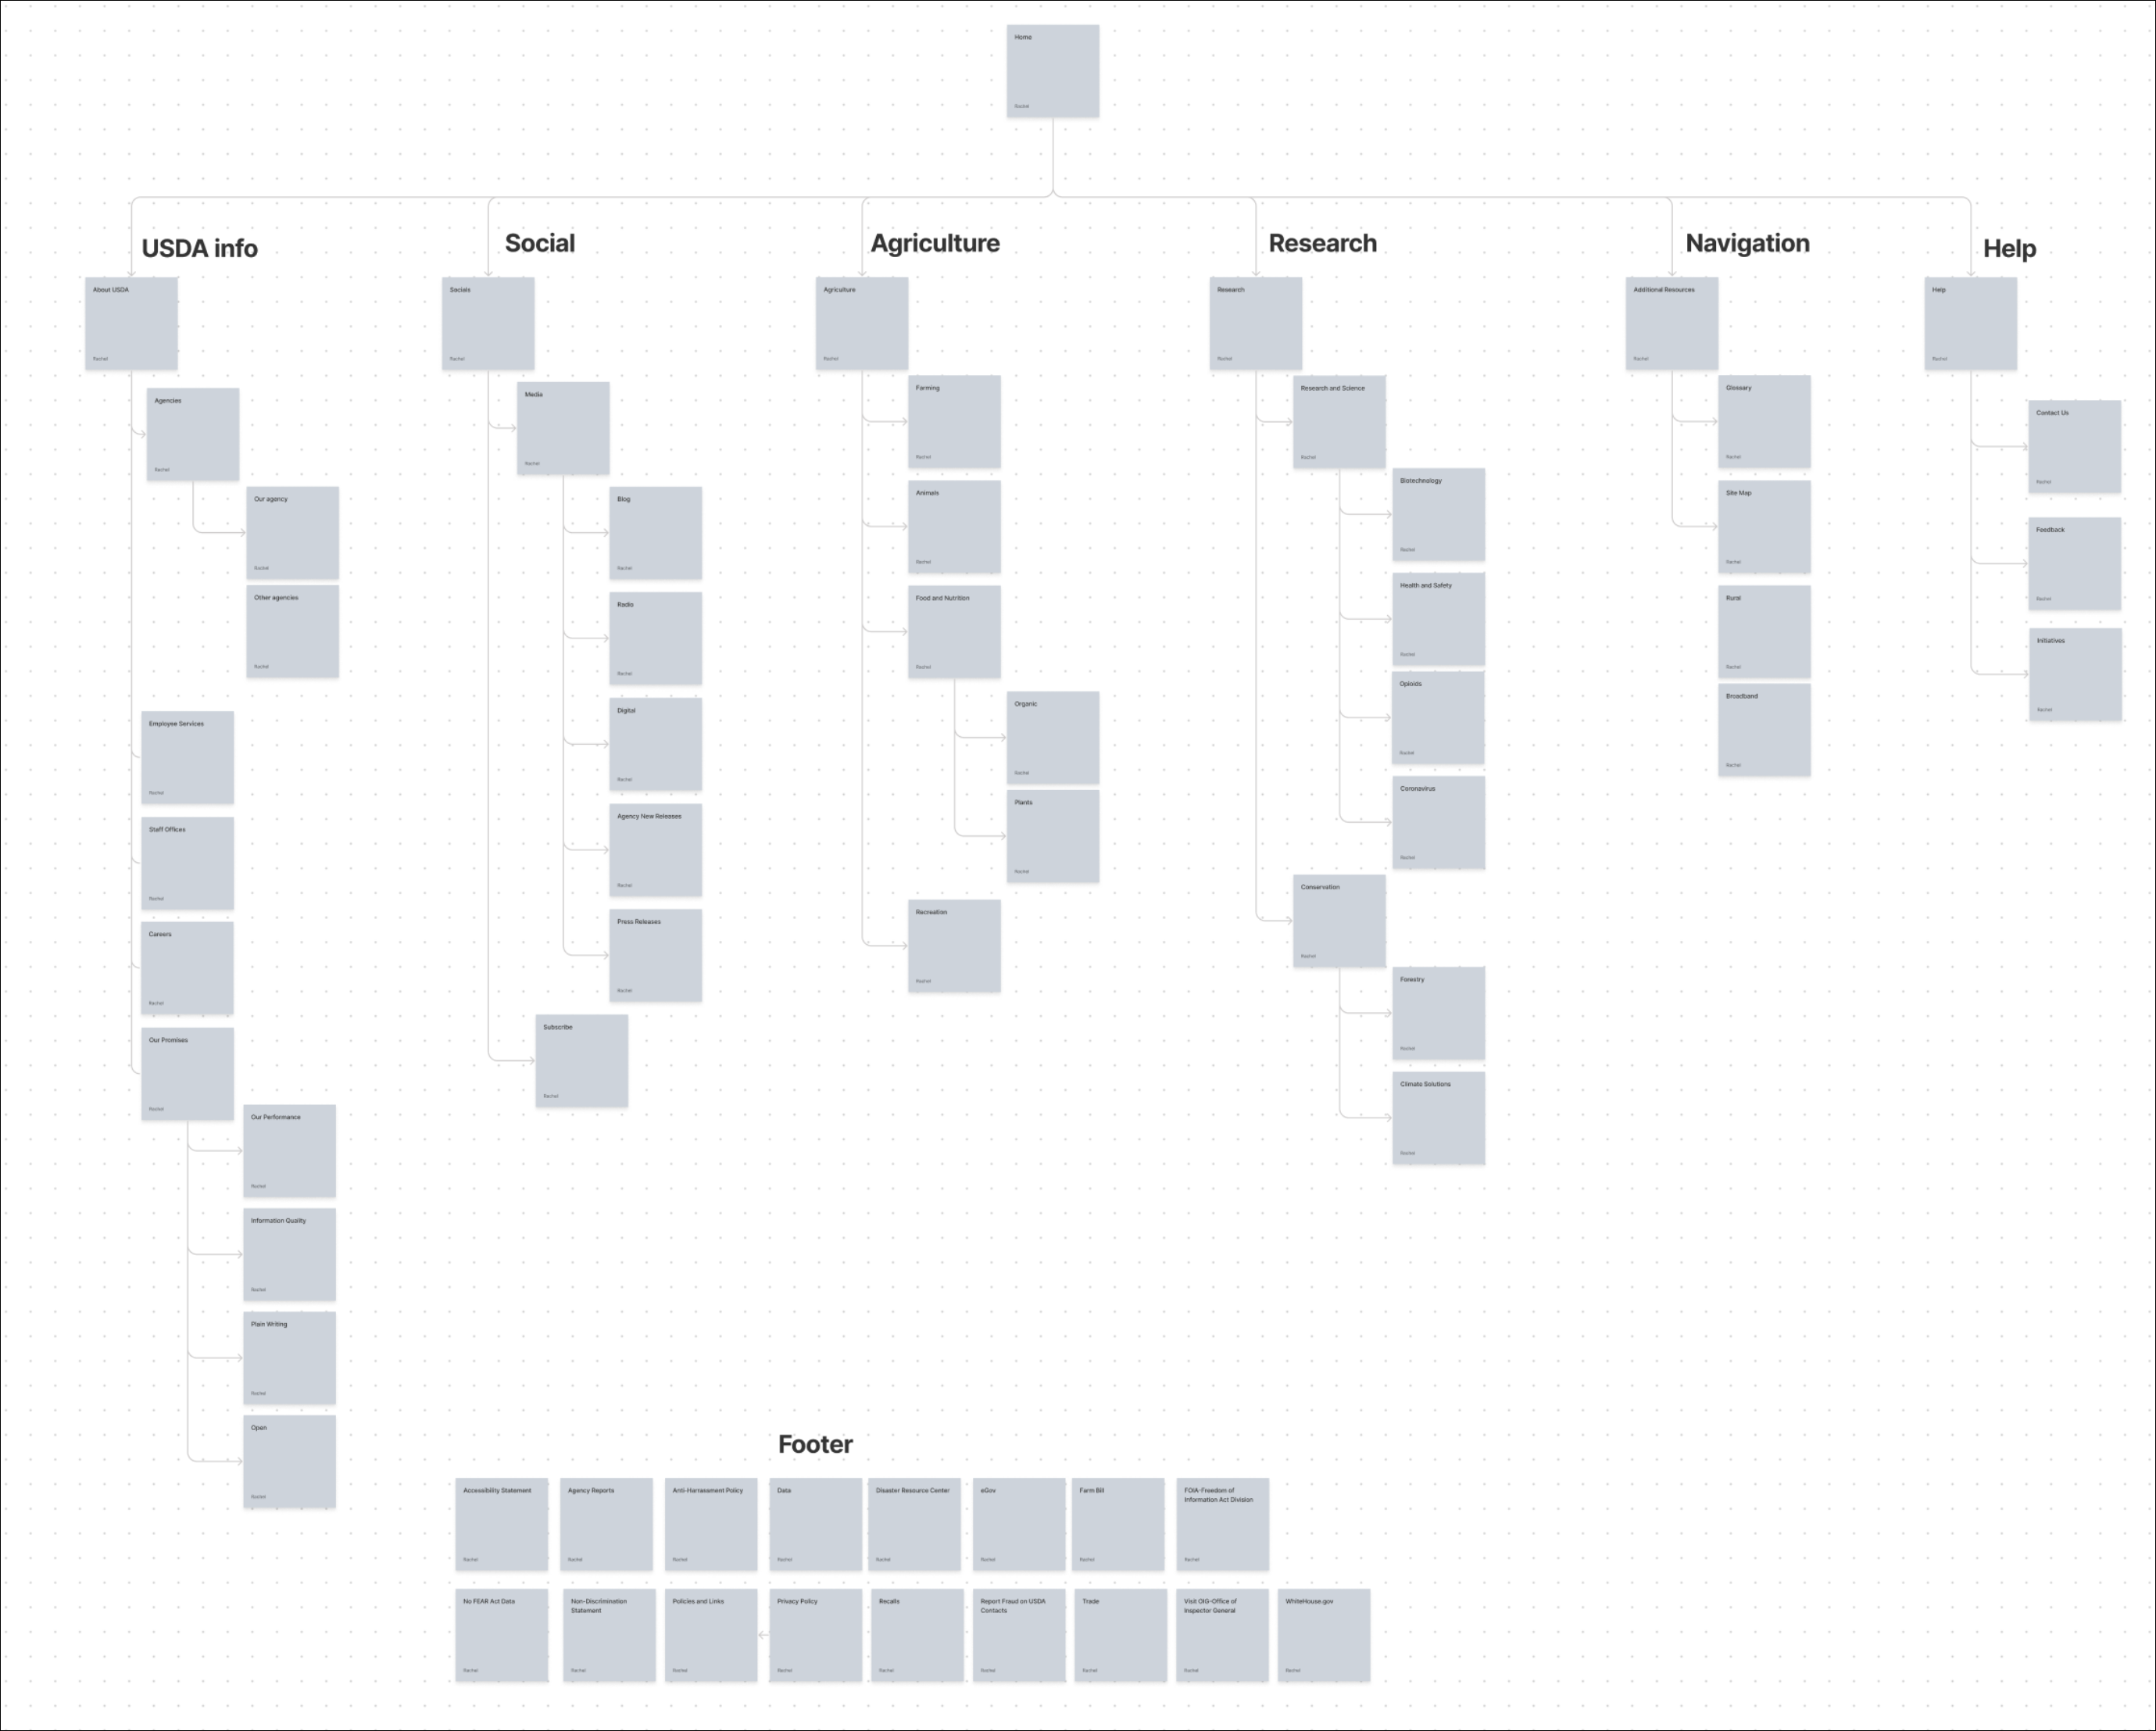 Home
Rachel
USDA info
About USDA
Rachel
Agencies
Rachel
Our agency
Rachel
Other agencies
Rachel
Employee Services
Rachel
Staff Offices
Rachel
Careers
Rachel
Our Promises
Rachel
Our Performance
Rachel
Information Quality
Rachel
Plain Writing
Rachel
Open
Rachel
Social
Socials
Rachel
Media
Rachel
Blog
Rachel
Radio
Rachel
Digital
Rachel
Agency New Releases
Rachel
Press Releases
Rachel
Subscribe
Rachel
Agriculture
Agriculture
Rachel
Farming
Rachel
Animals
Rachel
Food and Nutrition
Rachel
Organic
Rachel
Plants
Rachel
Recreation
Rachel
Research
Research
Rachel
Research and Science
Rachel
Biotechnology
Rachel
Health and Safety
Rachel
Opioids
Rachel
Coronavirus
Rachel
Conservation
Rachel
Forestry
Rachel
Climate Solutions
Rachel
Navigation
Additional Resources
Rachel
Glossary
Rachel
Site Map
Rachel
Rural
Rachel
Broadband
Rachel
Help
Help
Rachel
Contact Us
Rachel
Feedback
Rachel
Initiatives
Rachel
Footer
Accessibility Statement
Rachel
Agency Reports
Rachel
Anti-Harrasement Policy
Rachel
Data
Rachel
Disaster Resource Center
Rachel
eGov
Rachel
Farm Bill
Rachel
FOIA-Freedom of
Information Act Division
Rachel
No FEAR Act Data
Rachel
Non-Discrimination
Statement
Rachel
Policies and Links
Rachel
Privacy Policy
Rachel
Recalls
Rachel
Report Fraud on USDA
Contacts
Rachel
Trade
Rachel
Visit OIG-Office of
Inspector General
Rachel
WhiteHouse.gov
Rachel